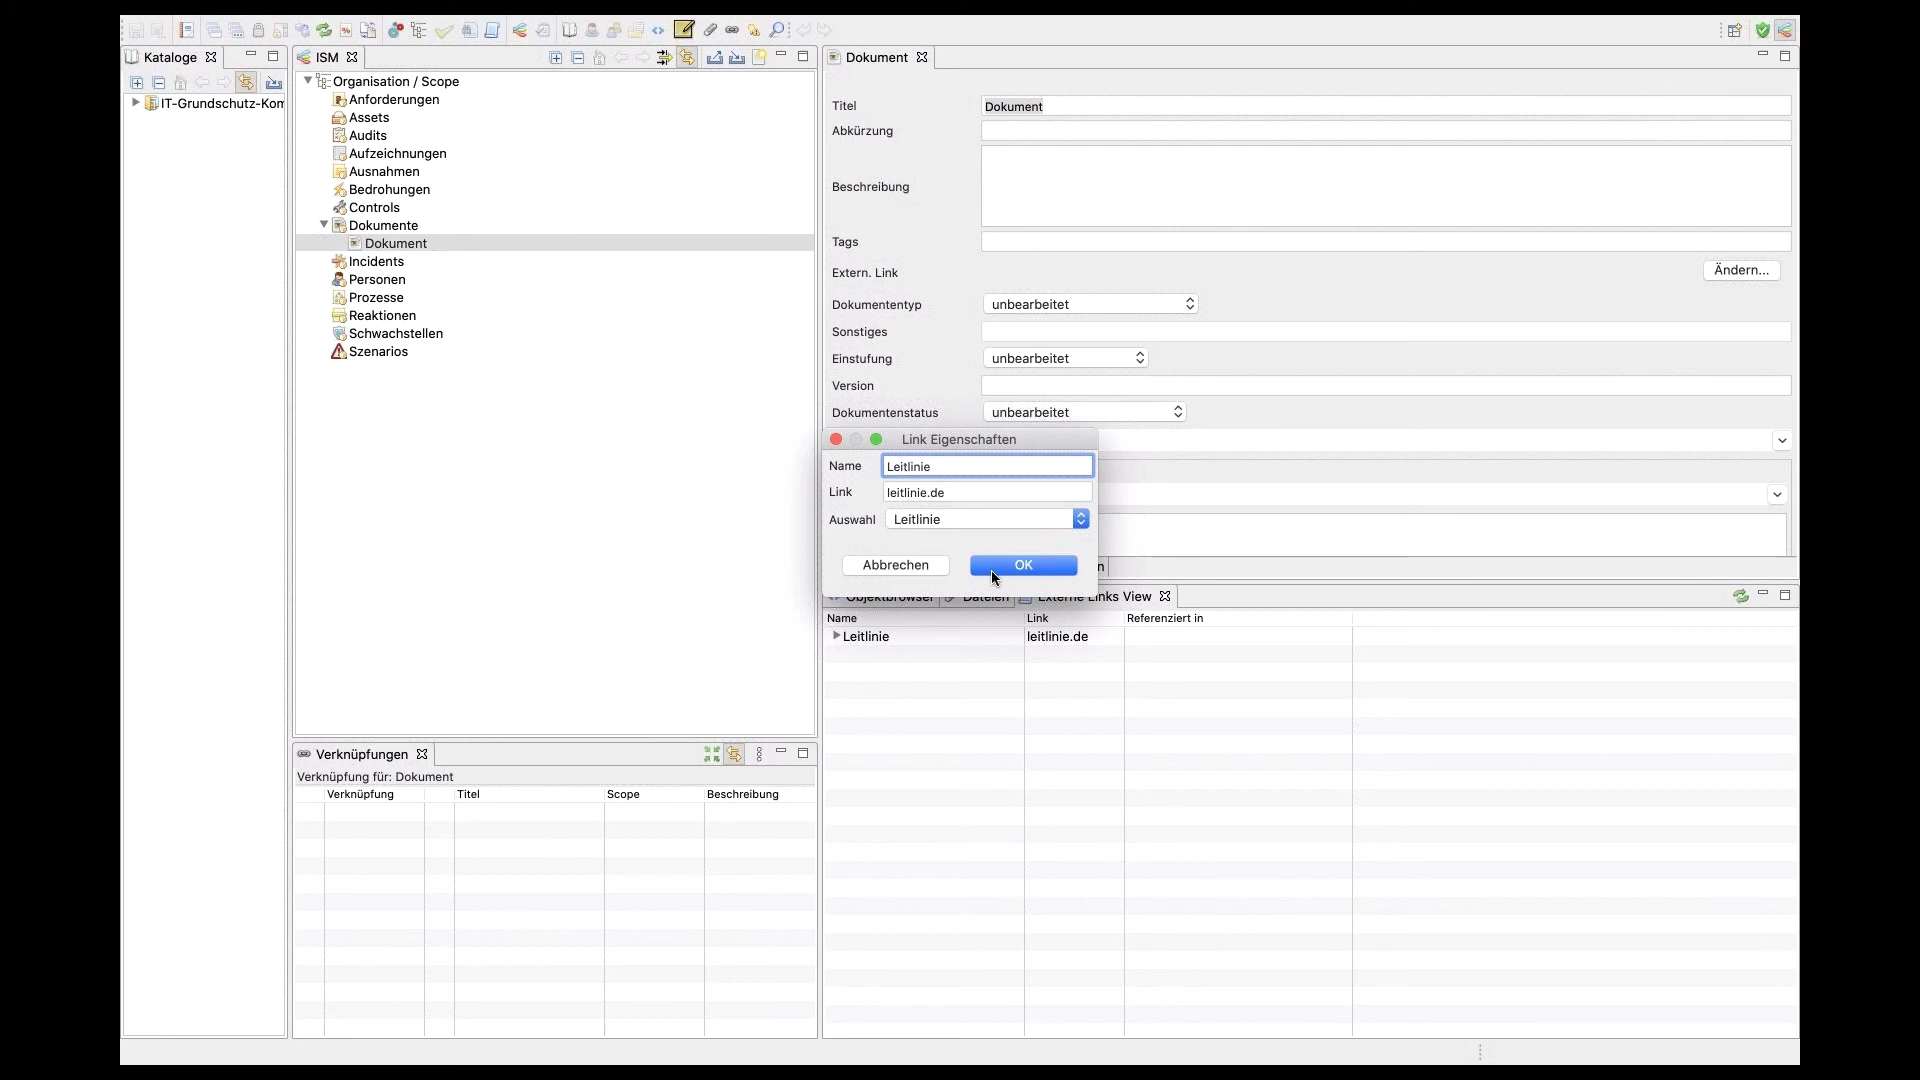 Kataloge
IT-Grundschutz-Kom
ISM
Organisation / Scope
Anforderungen
Assets
Audits
Aufzeichnungen
Ausnahmen
Bedrohungen
Controls
Dokumente
Dokument
Incidents
Personen
Prozesse
Reaktionen
Schwachstellen
Szenarios
Verknüpfungen
Verknüpfung für: Dokument
Verknüpfung Titel Scope Beschreibung
Dokument
Titel Dokument
Abkürzung
Beschreibung
Tags
Extern. Link Ändern...
Dokumententyp unbearbeitet
Sonstiges
Einstufung unbearbeitet
Version
Dokumentenstatus unbearbeitet
Link Eigenschaften
Name Leitlinie
Link leitlinie.de
Auswahl Leitlinie
Abbrechen OK
n
Objektbrowser Dateien Externe Links View
Name Link Referenziert in
Leitlinie leitlinie.de